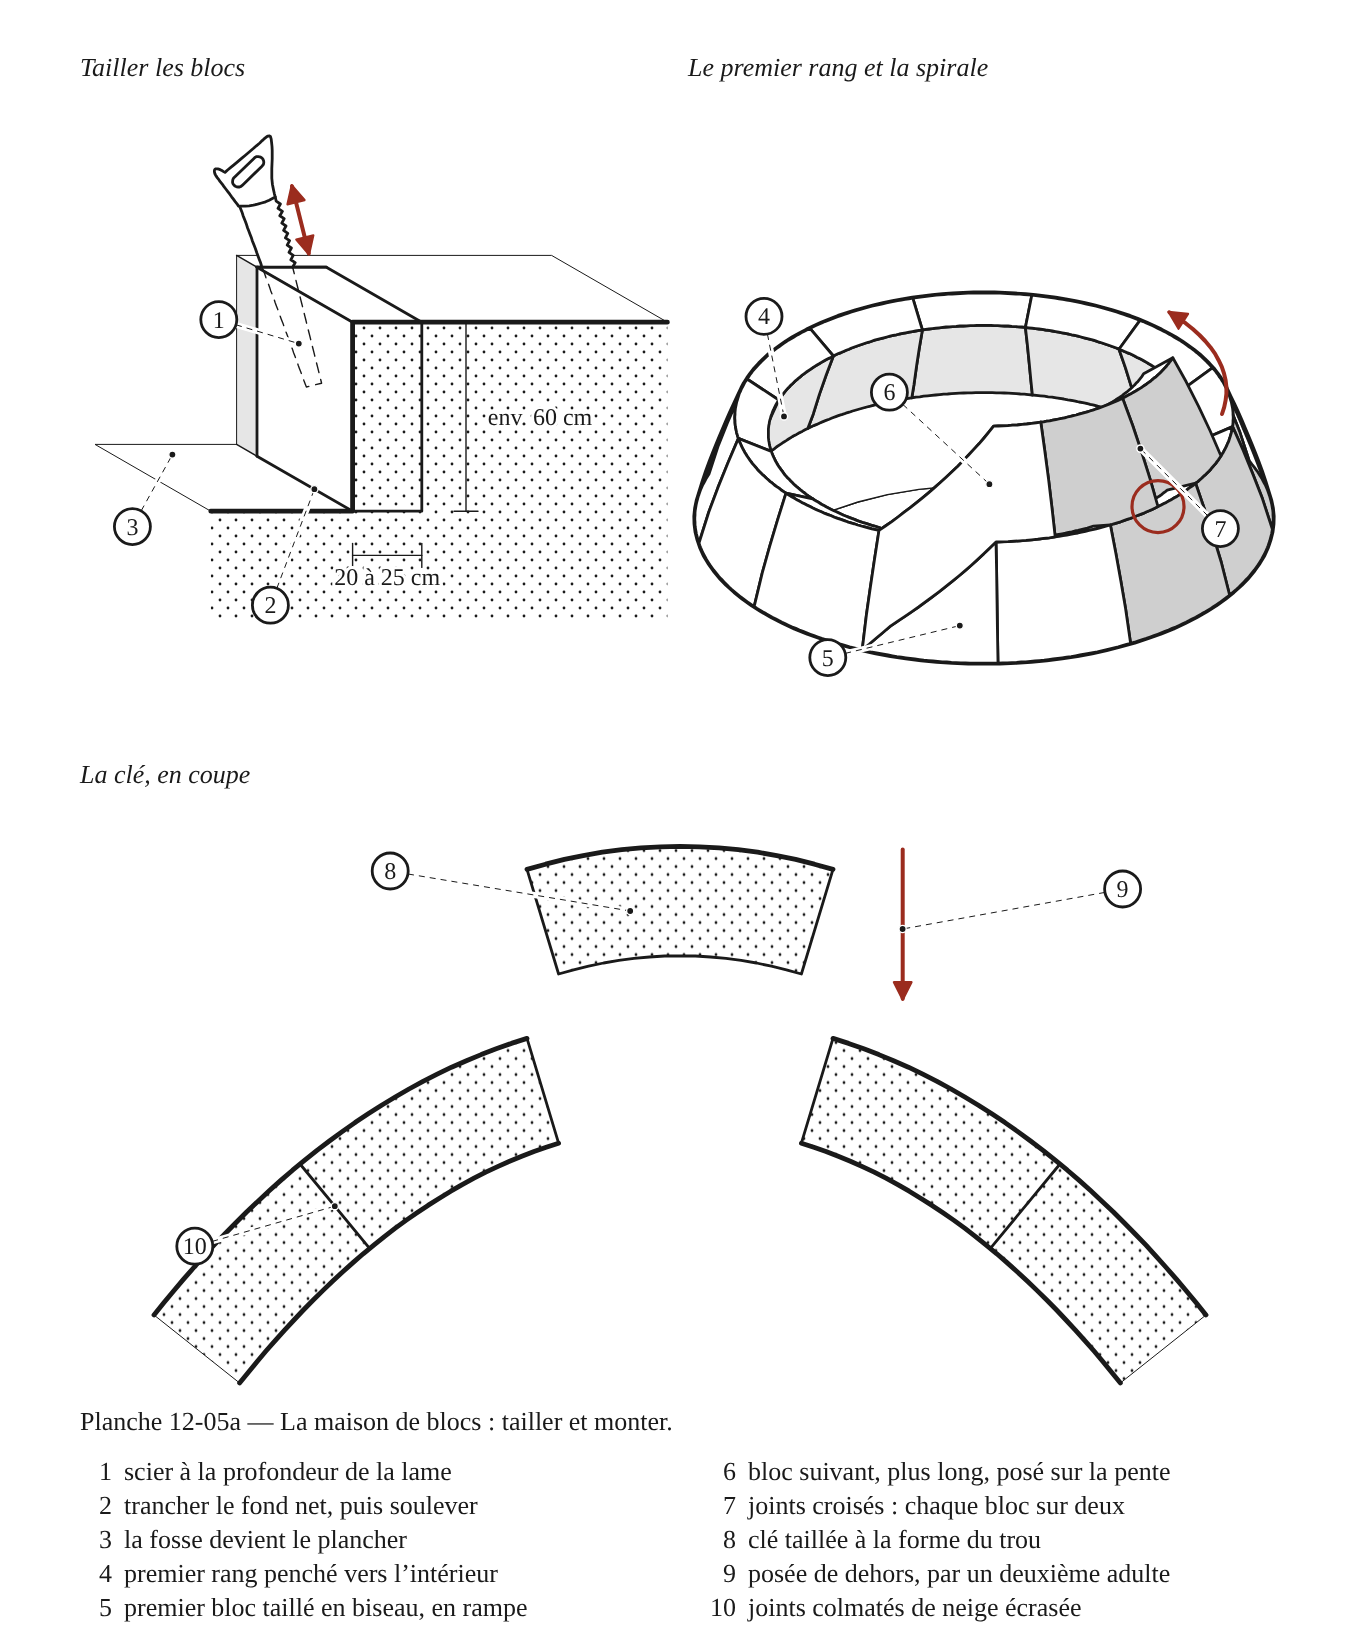 Tailler les blocs
Le premier rang et la spirale
1
4
6
env. 60 cm
3
7
20 à 25 cm
2
5
La clé, en coupe
8
9
10
Planche 12-05a — La maison de blocs : tailler et monter.
1 scier à la profondeur de la lame
2 trancher le fond net, puis soulever
3 la fosse devient le plancher
4 premier rang penché vers l’intérieur
5 premier bloc taillé en biseau, en rampe
6 bloc suivant, plus long, posé sur la pente
7 joints croisés : chaque bloc sur deux
8 clé taillée à la forme du trou
9 posée de dehors, par un deuxième adulte
10 joints colmatés de neige écrasée